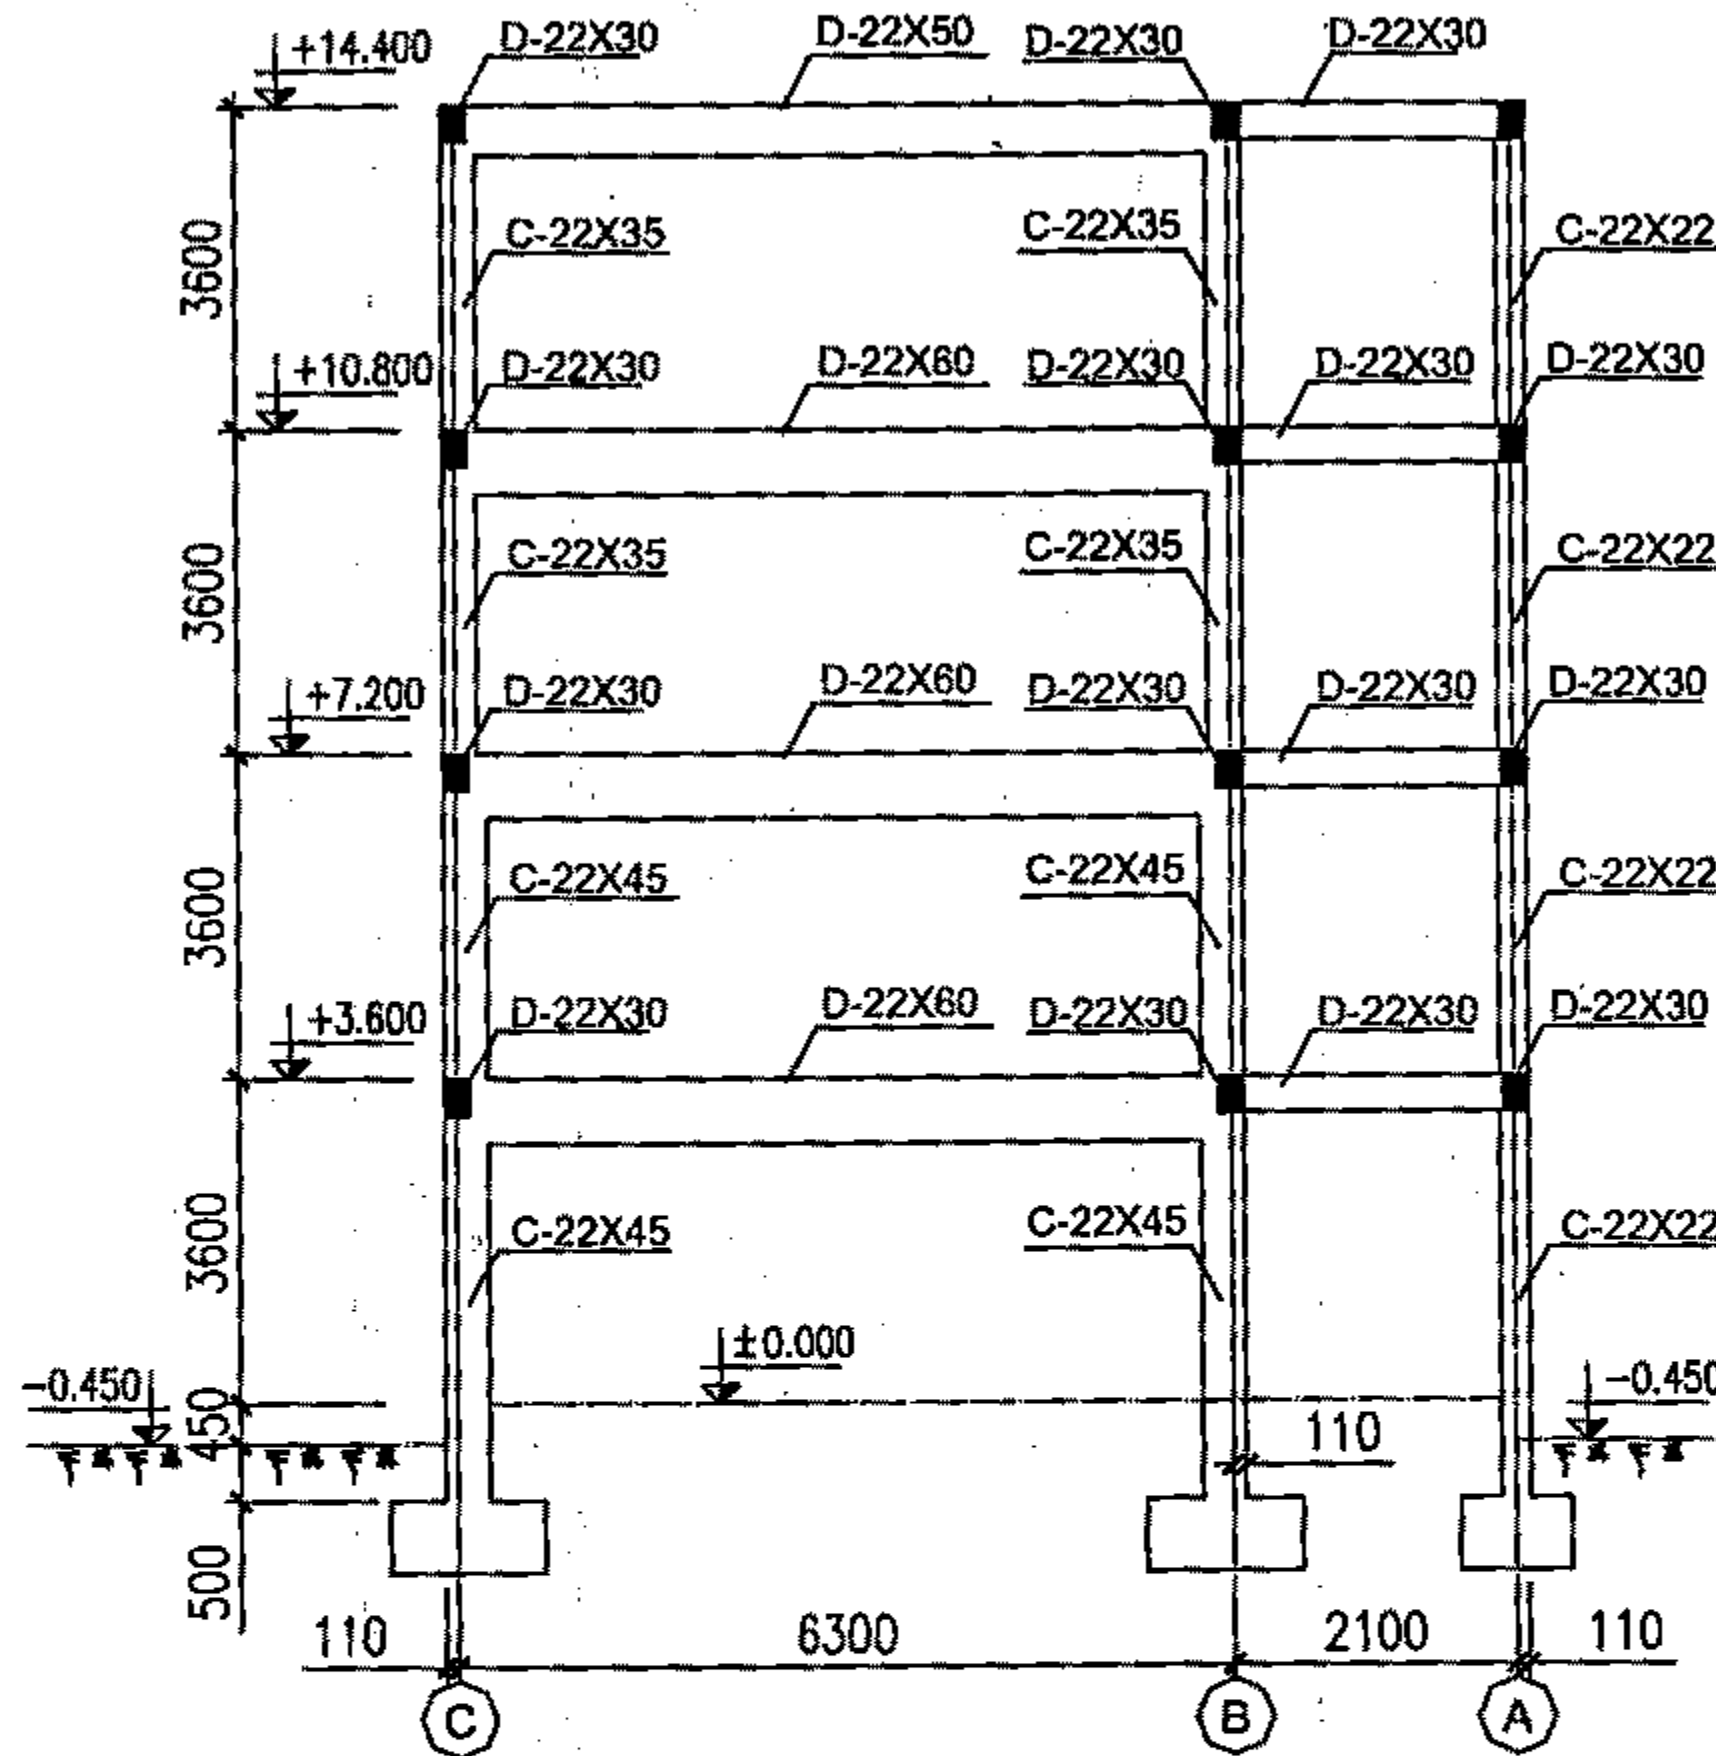 +14.400 D-22X30 D-22X50 D-22X30 D-22X30
3600
C-22X35 C-22X35 C-22X22
+10.800 D-22X30 D-22X60 D-22X30 D-22X30 D-22X30
3600
C-22X35 C-22X35 C-22X22
+7.200 D-22X30 D-22X60 D-22X30 D-22X30 D-22X30
3600
C-22X45 C-22X45 C-22X22
+3.600 D-22X30 D-22X60 D-22X30 D-22X30 D-22X30
3600
C-22X45 C-22X45 C-22X22
±0.000
-0.450 450 -0.450
110
500
110 6300 2100 110
C B A